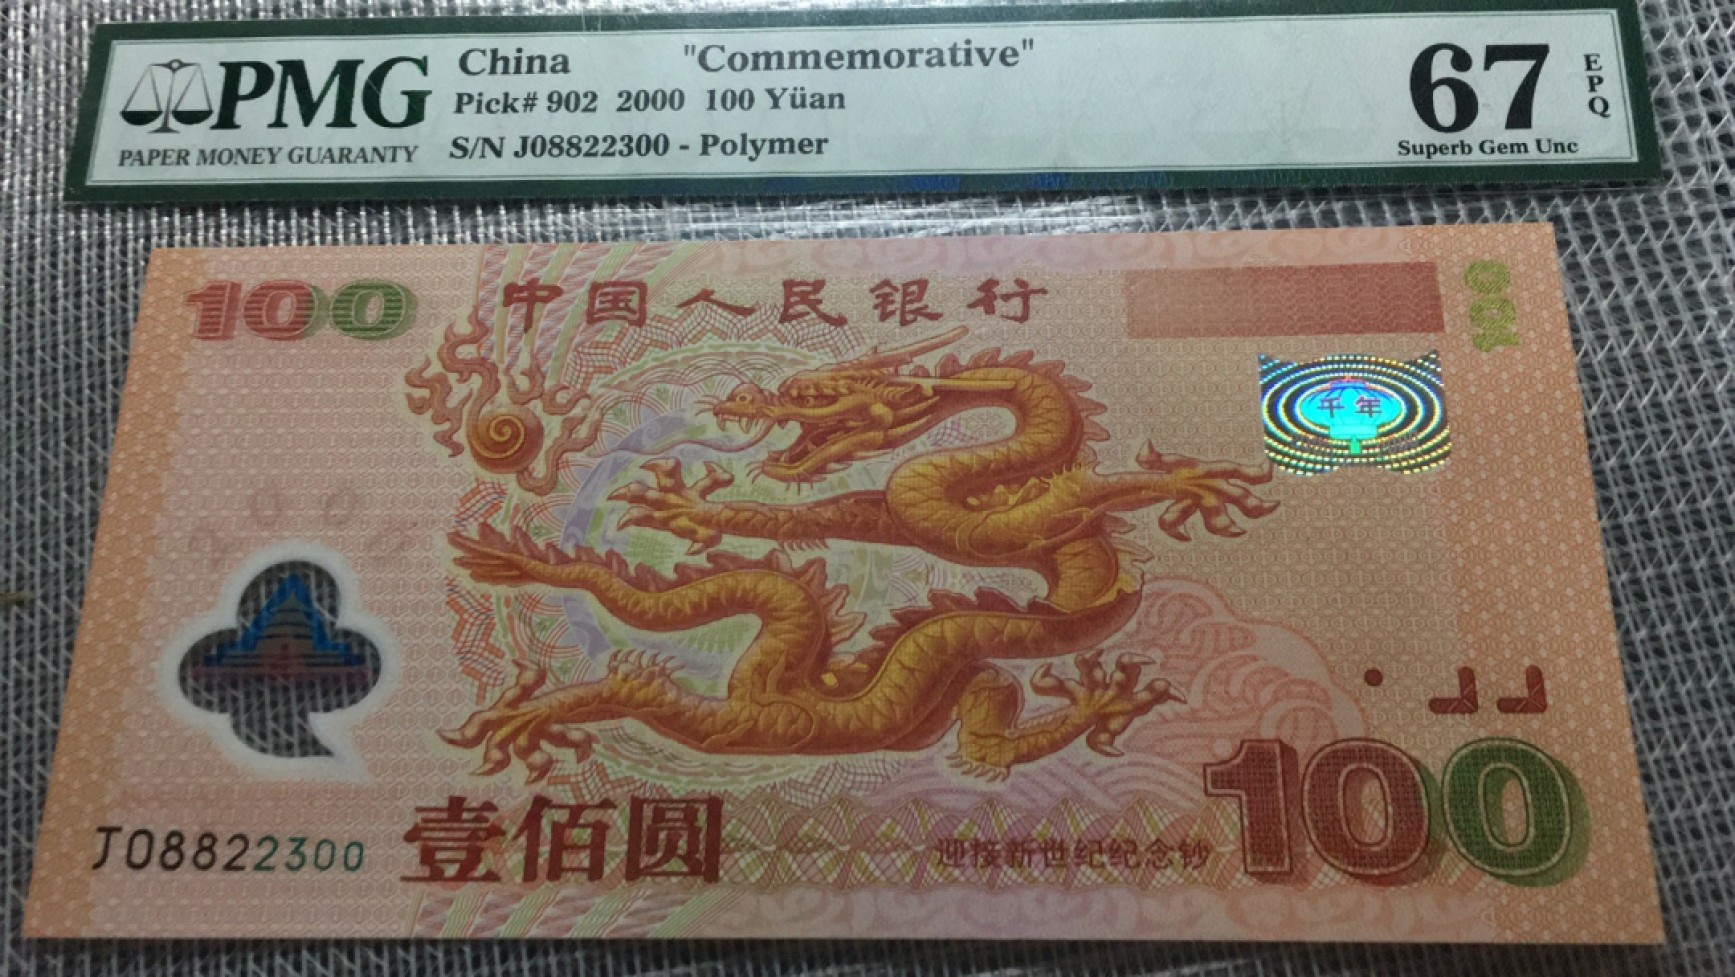 PMG
PAPER MONEY GUARANTY
China "Commemorative"
Pick# 902 2000 100 Yüan
S/N J08822300 - Polymer
67
EPQ
Superb Gem Unc
100
中国人民银行
100
千年
J08822300
壹佰圆
迎接新世纪纪念钞
100